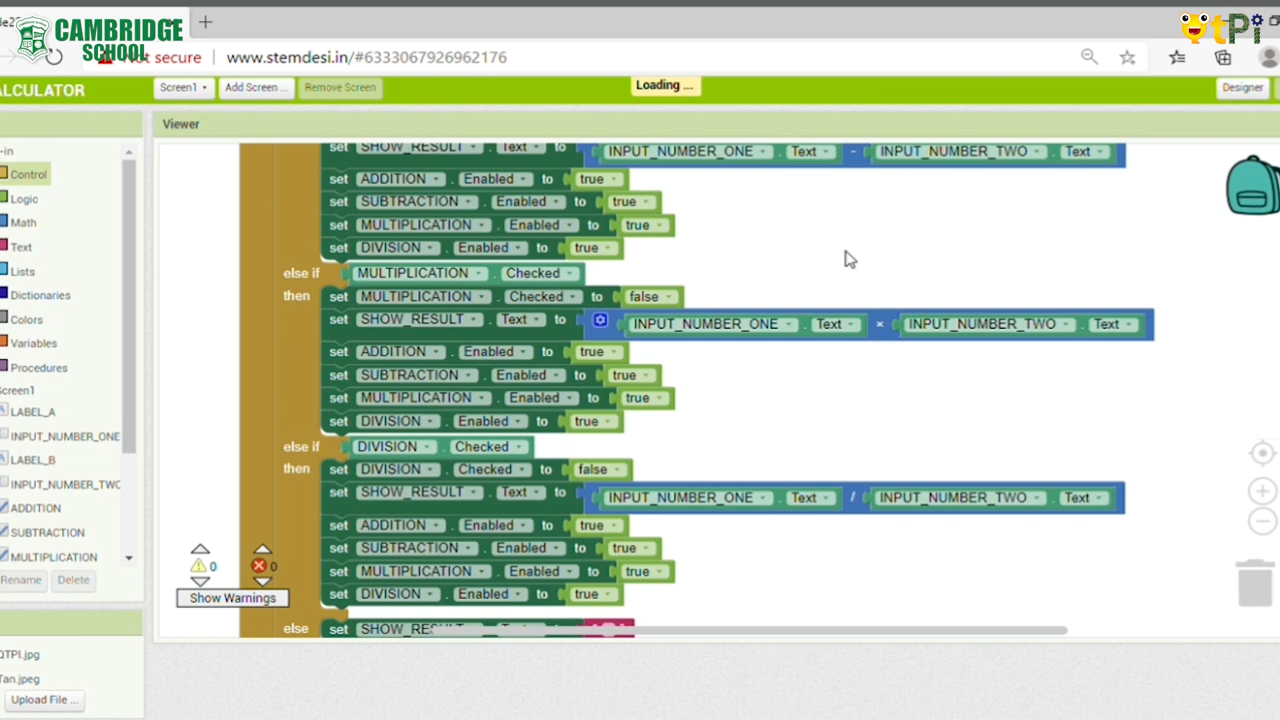 CAMBRIDGE
SCHOOL
QtPi
Not secure
www.stemdesi.in/#6333067926962176
ALCULATOR
Screen1
Add Screen ...
Remove Screen
Loading ...
Designer
Viewer
-in
Control
Logic
Math
Text
Lists
Dictionaries
Colors
Variables
Procedures
Screen1
LABEL_A
INPUT_NUMBER_ONE
LABEL_B
INPUT_NUMBER_TWO
ADDITION
SUBTRACTION
MULTIPLICATION
Rename
Delete
QTPI.jpg
Tan.jpeg
Upload File ...
set SHOW_RESULT . Text to INPUT_NUMBER_ONE . Text - INPUT_NUMBER_TWO . Text
set ADDITION . Enabled to true
set SUBTRACTION . Enabled to true
set MULTIPLICATION . Enabled to true
set DIVISION . Enabled to true
else if MULTIPLICATION . Checked
then set MULTIPLICATION . Checked to false
set SHOW_RESULT . Text to INPUT_NUMBER_ONE . Text × INPUT_NUMBER_TWO . Text
set ADDITION . Enabled to true
set SUBTRACTION . Enabled to true
set MULTIPLICATION . Enabled to true
set DIVISION . Enabled to true
else if DIVISION . Checked
then set DIVISION . Checked to false
set SHOW_RESULT . Text to INPUT_NUMBER_ONE . Text / INPUT_NUMBER_TWO . Text
set ADDITION . Enabled to true
set SUBTRACTION . Enabled to true
set MULTIPLICATION . Enabled to true
set DIVISION . Enabled to true
else set
0 0
Show Warnings